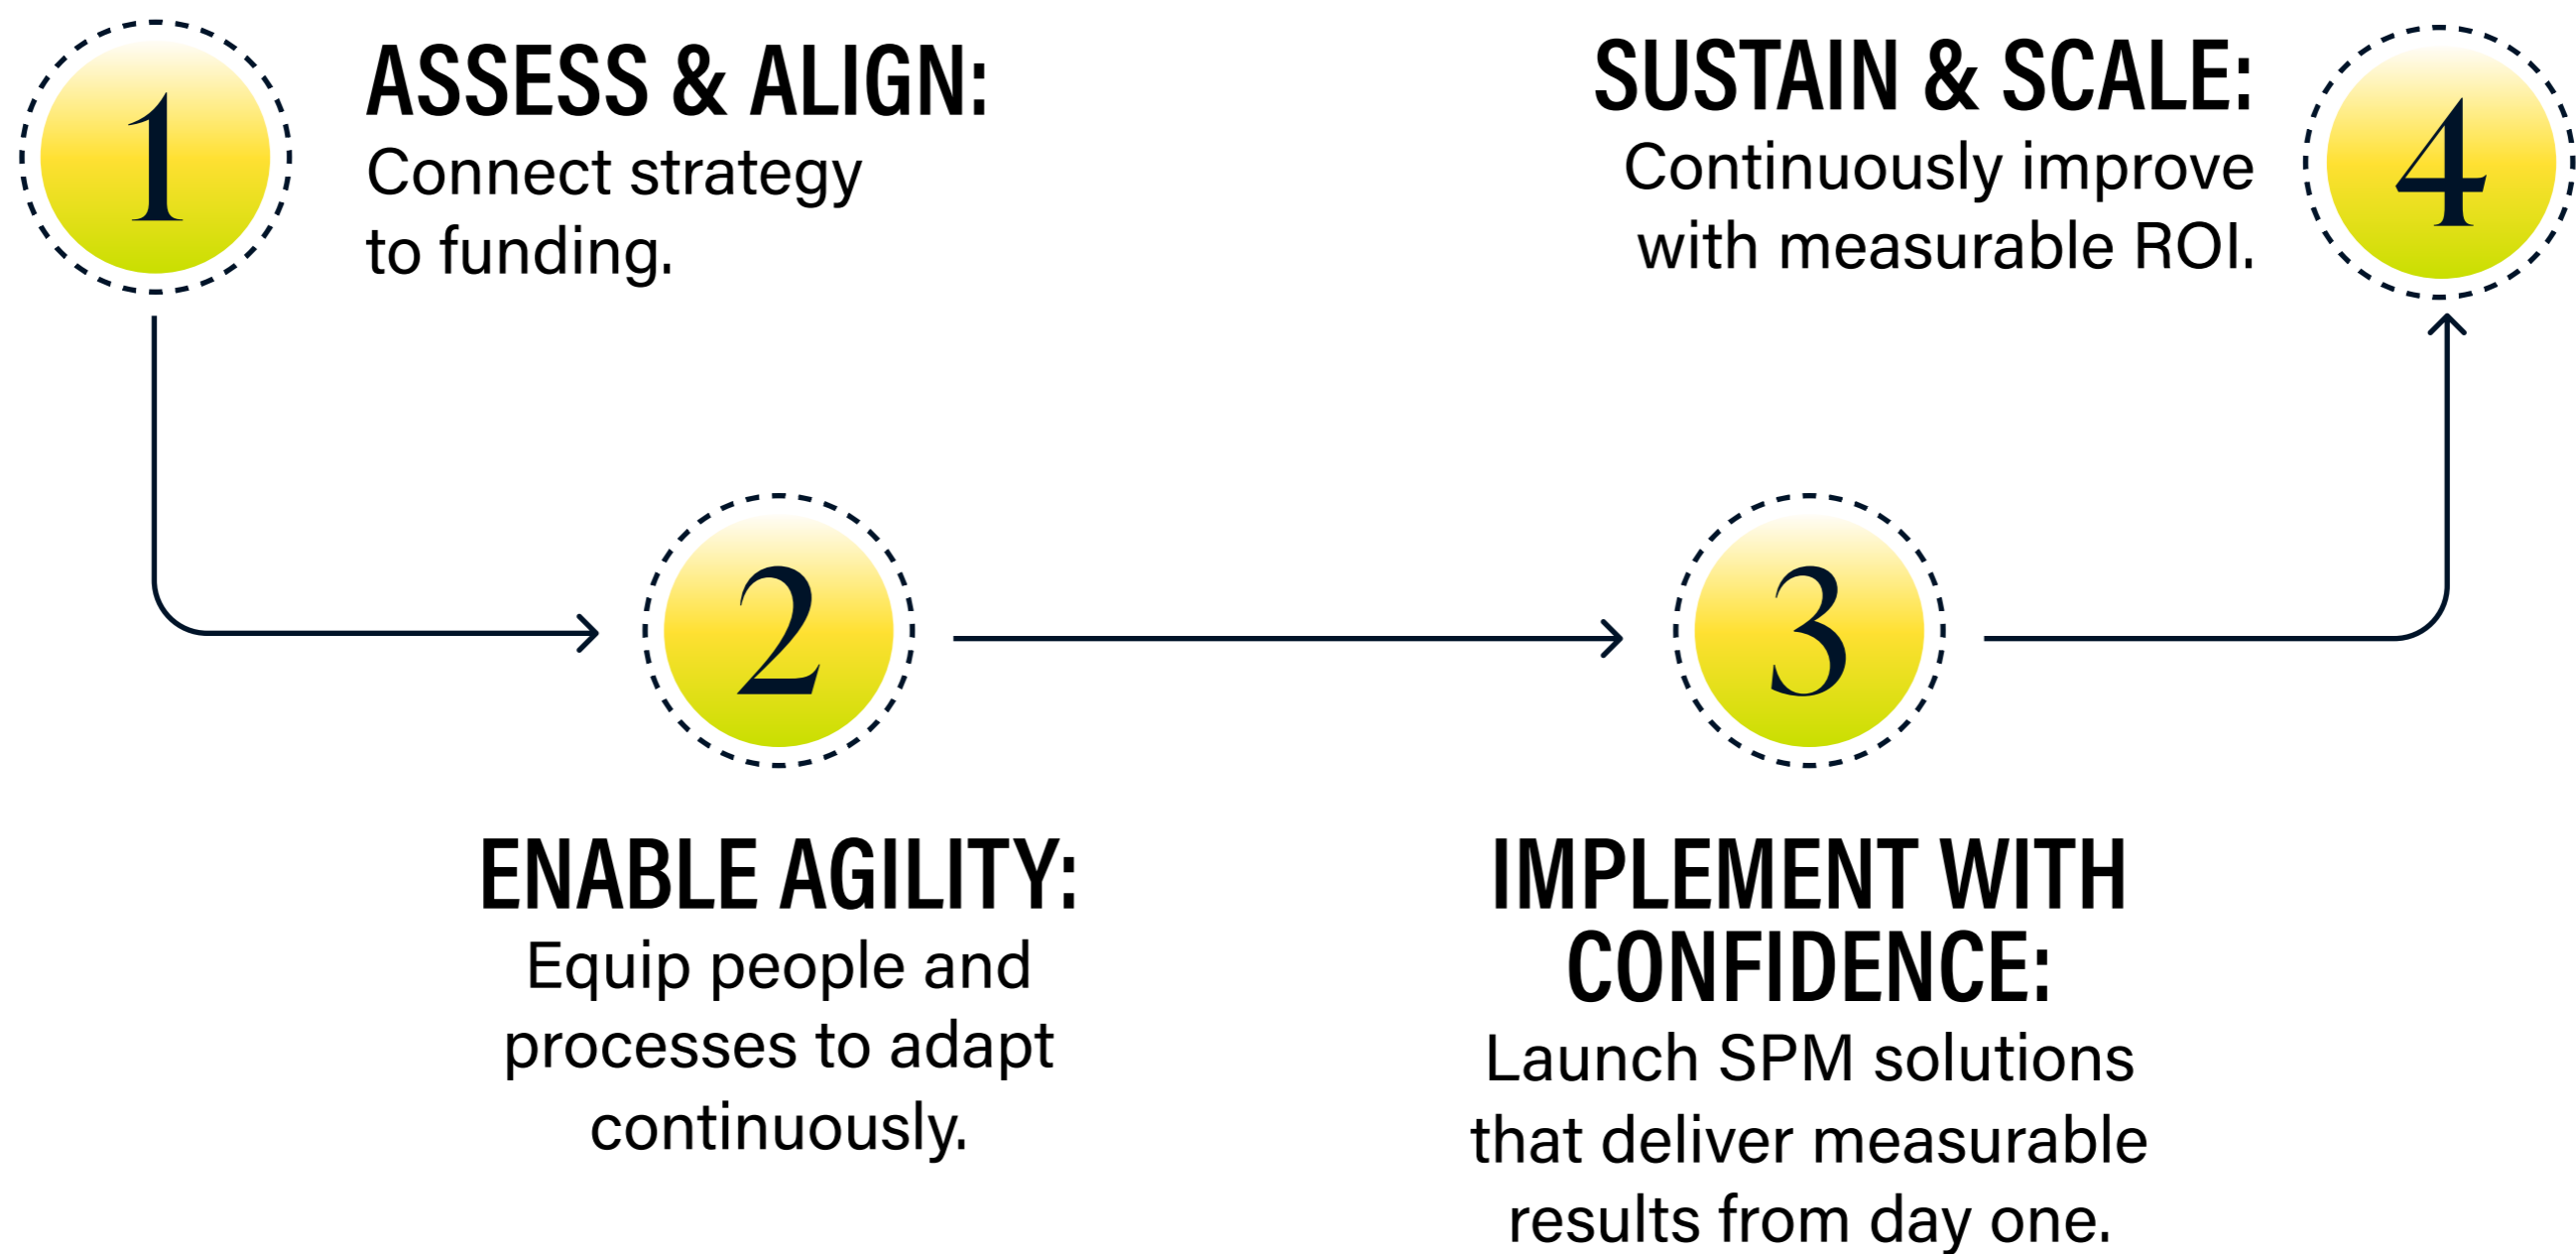 1
ASSESS & ALIGN:
Connect strategy
to funding.
2
ENABLE AGILITY:
Equip people and
processes to adapt
continuously.
3
IMPLEMENT WITH
CONFIDENCE:
Launch SPM solutions
that deliver measurable
results from day one.
4
SUSTAIN & SCALE:
Continuously improve
with measurable ROI.